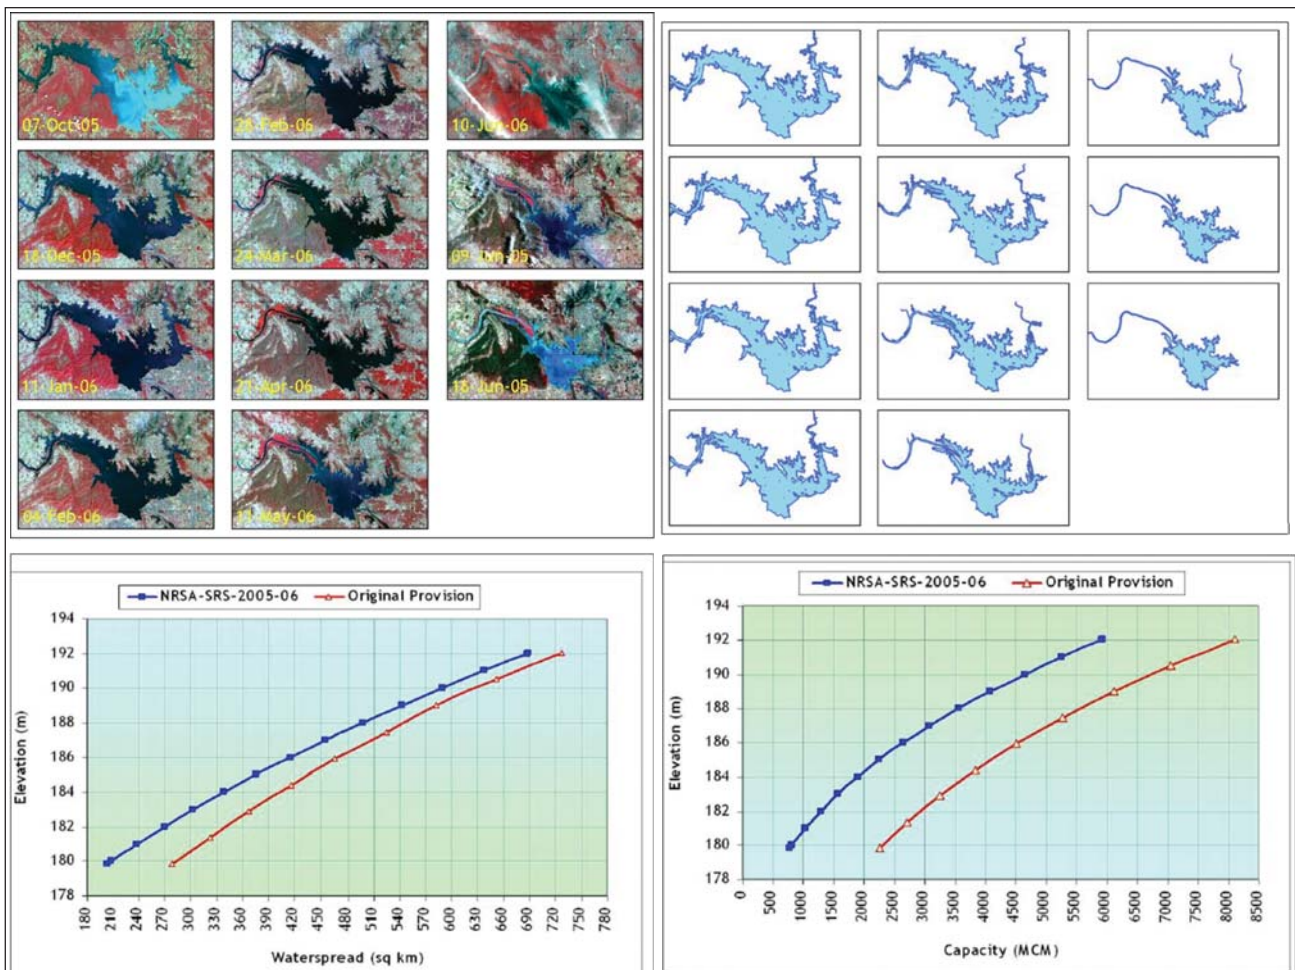 07-Oct-05
28-Feb-06
10-Jun-06
16-Dec-05
24-Mar-06
09-Jun-05
11-Jan-06
21-Apr-06
16-Jun-05
04-Feb-06
11-May-06
NRSA-SRS-2005-06 Original Provision
194
192
190
188
186
184
182
180
178
Elevation (m)
180 210 240 270 300 330 360 390 420 450 480 510 540 570 600 630 660 690 720 750 780
Waterspread (sq km)
NRSA-SRS-2005-06 Original Provision
194
192
190
188
186
184
182
180
178
Elevation (m)
0 500 1000 1500 2000 2500 3000 3500 4000 4500 5000 5500 6000 6500 7000 7500 8000 8500
Capacity (MCM)